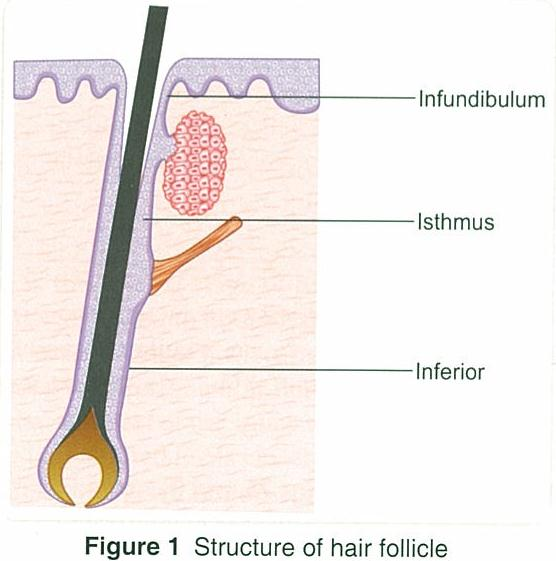 Infundibulum
Isthmus
Inferior
Figure 1 Structure of hair follicle